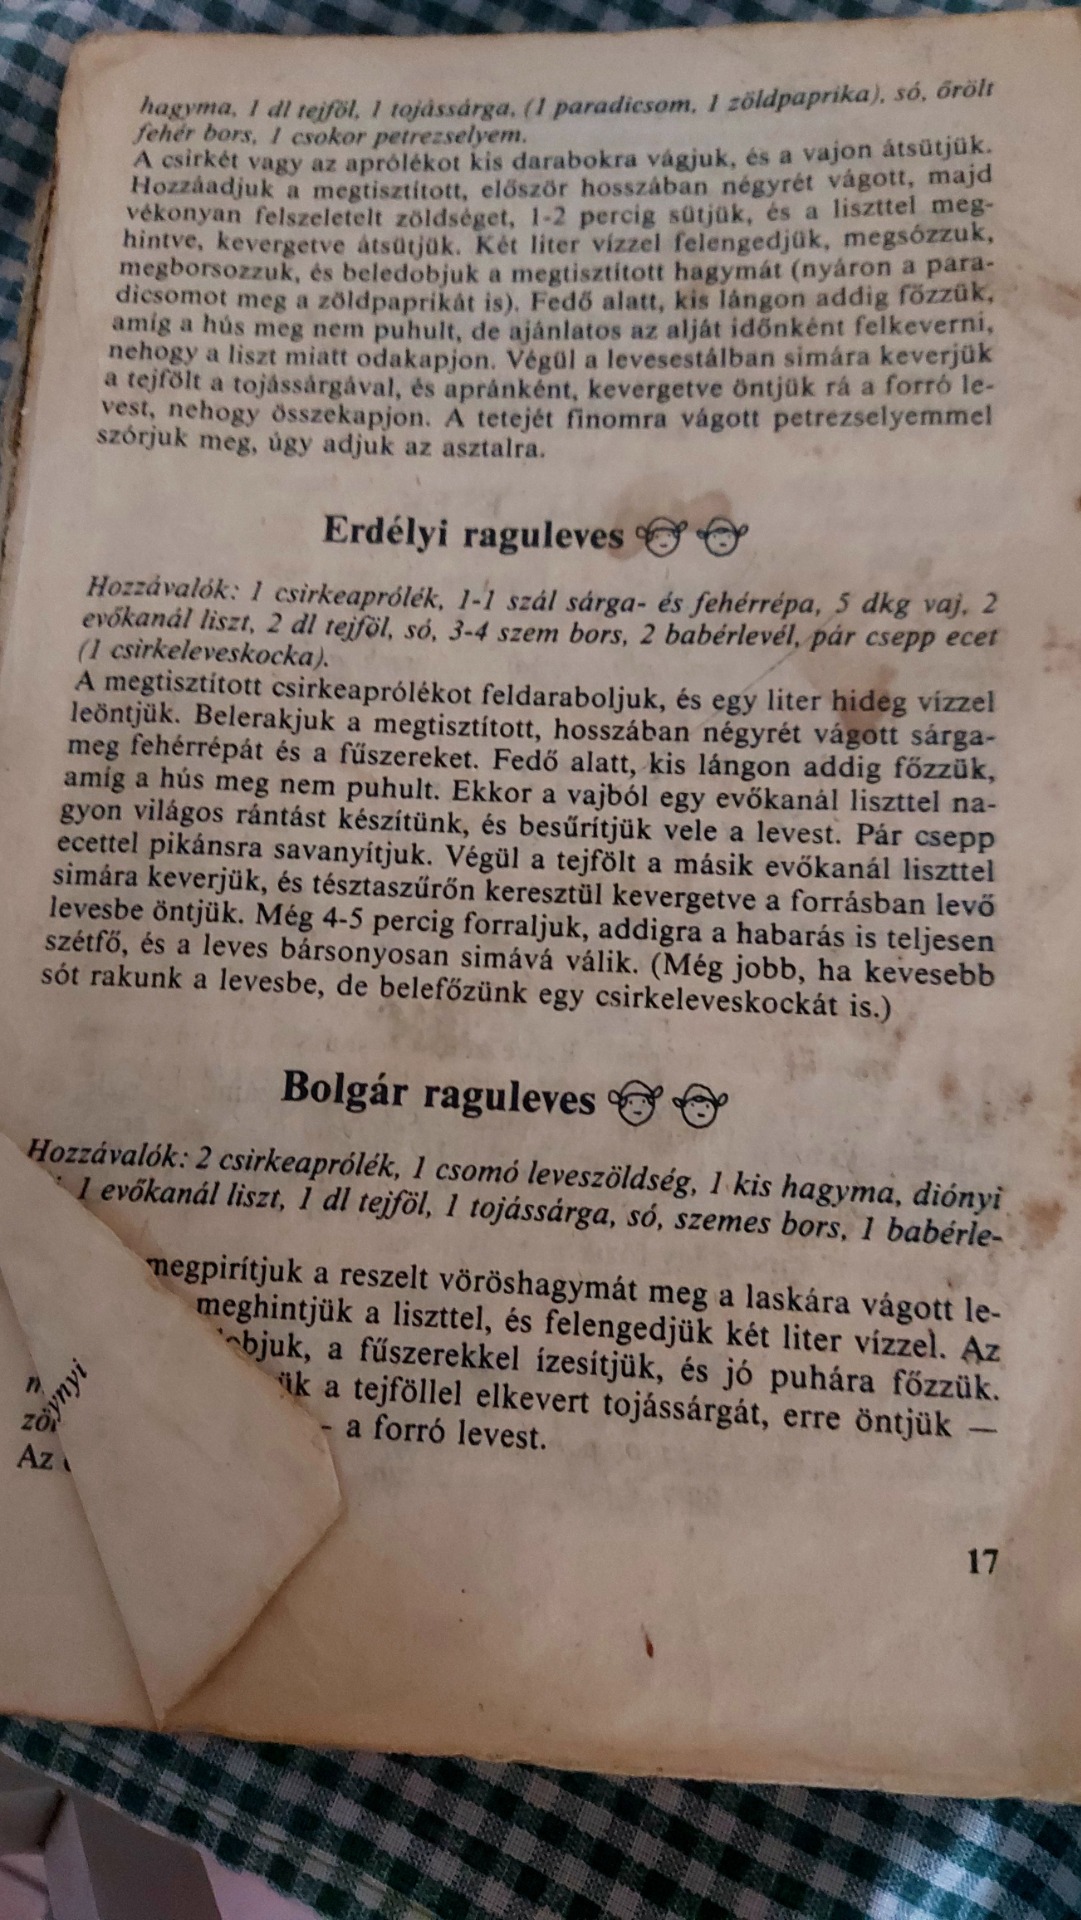 hagyma, 1 dl tejföl, 1 tojássárga, (1 paradicsom, 1 zöldpaprika), só, őrölt
fehér bors, 1 csokor petrezselyem.
A csirkét vagy az aprólékot kis darabokra vágjuk, és a vajon átsütjük.
Hozzáadjuk a megtisztított, először hosszában négyrét vágott, majd
vékonyan felszeletelt zöldséget, 1-2 percig sütjük, és a liszttel meg-
hintve, kevergetve átsütjük. Két liter vízzel felengedjük, megsózzuk,
megborsozzuk, és beledobjuk a megtisztított hagymát (nyáron a para-
dicsomot meg a zöldpaprikát is). Fedő alatt, kis lángon addig főzzük,
amíg a hús meg nem puhult, de ajánlatos az alját időnként felkeverni,
nehogy a liszt miatt odakapjon. Végül a levesestálban simára keverjük
a tejfölt a tojássárgával, és apránként, kevergetve öntjük rá a forró le-
vest, nehogy összekapjon. A tetejét finomra vágott petrezselyemmel
szórjuk meg, úgy adjuk az asztalra.
Erdélyi raguleves
Hozzávalók: 1 csirkeaprólék, 1-1 szál sárga- és fehérrépa, 5 dkg vaj, 2
evőkanál liszt, 2 dl tejföl, só, 3-4 szem bors, 2 babérlevél, pár csepp ecet
(1 csirkeleveskocka).
A megtisztított csirkeaprólékot feldaraboljuk, és egy liter hideg vízzel
leöntjük. Belerakjuk a megtisztított, hosszában négyrét vágott sárga-
meg fehérrépát és a fűszereket. Fedő alatt, kis lángon addig főzzük,
amíg a hús meg nem puhult. Ekkor a vajból egy evőkanál liszttel na-
gyon világos rántást készítünk, és besűrítjük vele a levest. Pár csepp
ecettel pikánsra savanyítjuk. Végül a tejfölt a másik evőkanál liszttel
simára keverjük, és tésztaszűrőn keresztül kevergetve a forrásban levő
levesbe öntjük. Még 4-5 percig forraljuk, addigra a habarás is teljesen
szétfő, és a leves bársonyosan simává válik. (Még jobb, ha kevesebb
sót rakunk a levesbe, de belefőzünk egy csirkeleveskockát is.)
Bolgár raguleves
Hozzávalók: 2 csirkeaprólék, 1 csomó leveszöldség, 1 kis hagyma, diónyi
1 evőkanál liszt, 1 dl tejföl, 1 tojássárga, só, szemes bors, 1 babérle-
megpirítjuk a reszelt vöröshagymát meg a laskára vágott le-
meghintjük a liszttel, és felengedjük két liter vízzel. Az
objuk, a fűszerekkel ízesítjük, és jó puhára főzzük.
ük a tejföllel elkevert tojássárgát, erre öntjük —
- a forró levest.
Az
17